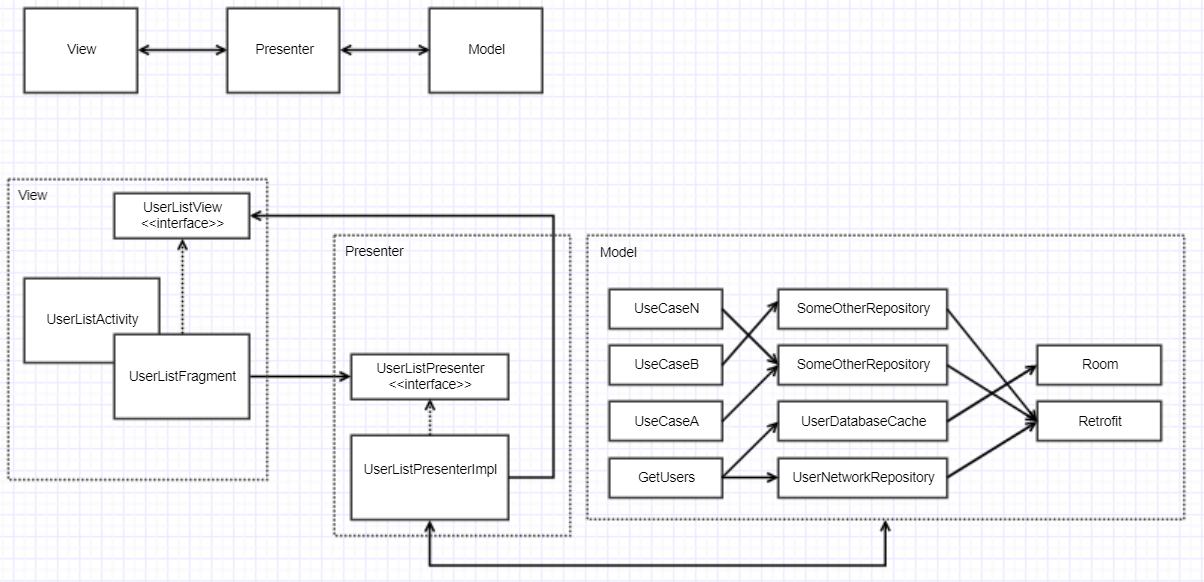 View
Presenter
Model
View
UserListView
<<interface>>
UserListActivity
UserListFragment
Presenter
UserListPresenter
<<interface>>
UserListPresenterImpl
Model
UseCaseN
SomeOtherRepository
UseCaseB
SomeOtherRepository
Room
UseCaseA
UserDatabaseCache
Retrofit
GetUsers
UserNetworkRepository